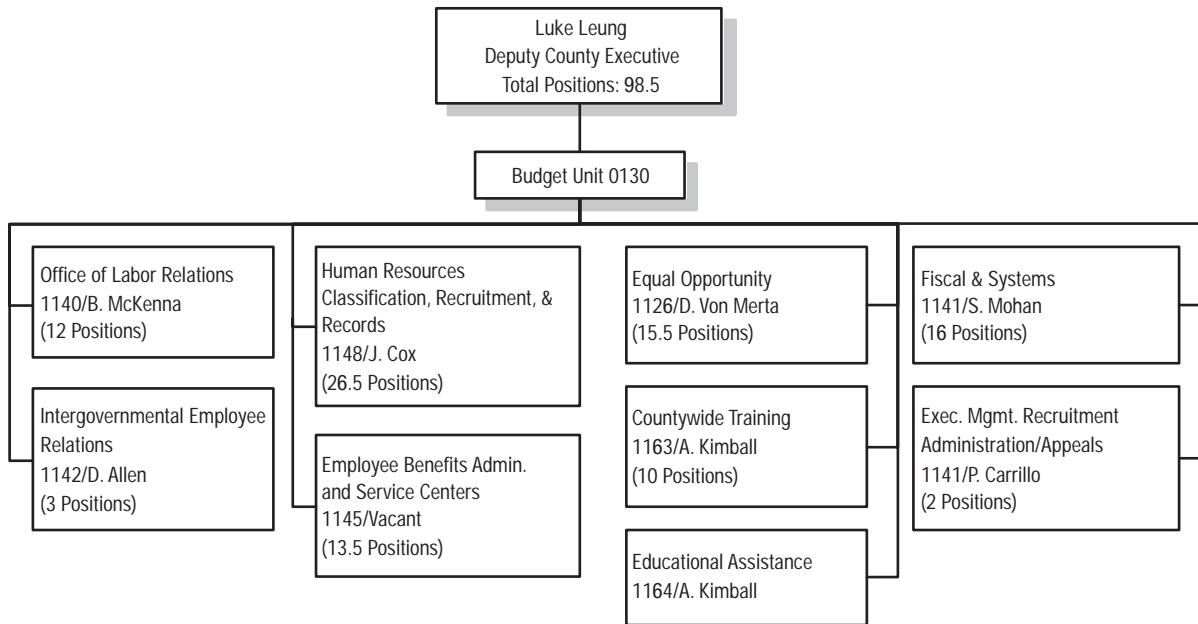 Luke Leung
Deputy County Executive
Total Positions: 98.5
Budget Unit 0130
Office of Labor Relations
1140/B. McKenna
(12 Positions)
Intergovernmental Employee
Relations
1142/D. Allen
(3 Positions)
Human Resources
Classification, Recruitment, &
Records
1148/J. Cox
(26.5 Positions)
Employee Benefits Admin.
and Service Centers
1145/Vacant
(13.5 Positions)
Equal Opportunity
1126/D. Von Merta
(15.5 Positions)
Countywide Training
1163/A. Kimball
(10 Positions)
Educational Assistance
1164/A. Kimball
Fiscal & Systems
1141/S. Mohan
(16 Positions)
Exec. Mgmt. Recruitment
Administration/Appeals
1141/P. Carrillo
(2 Positions)